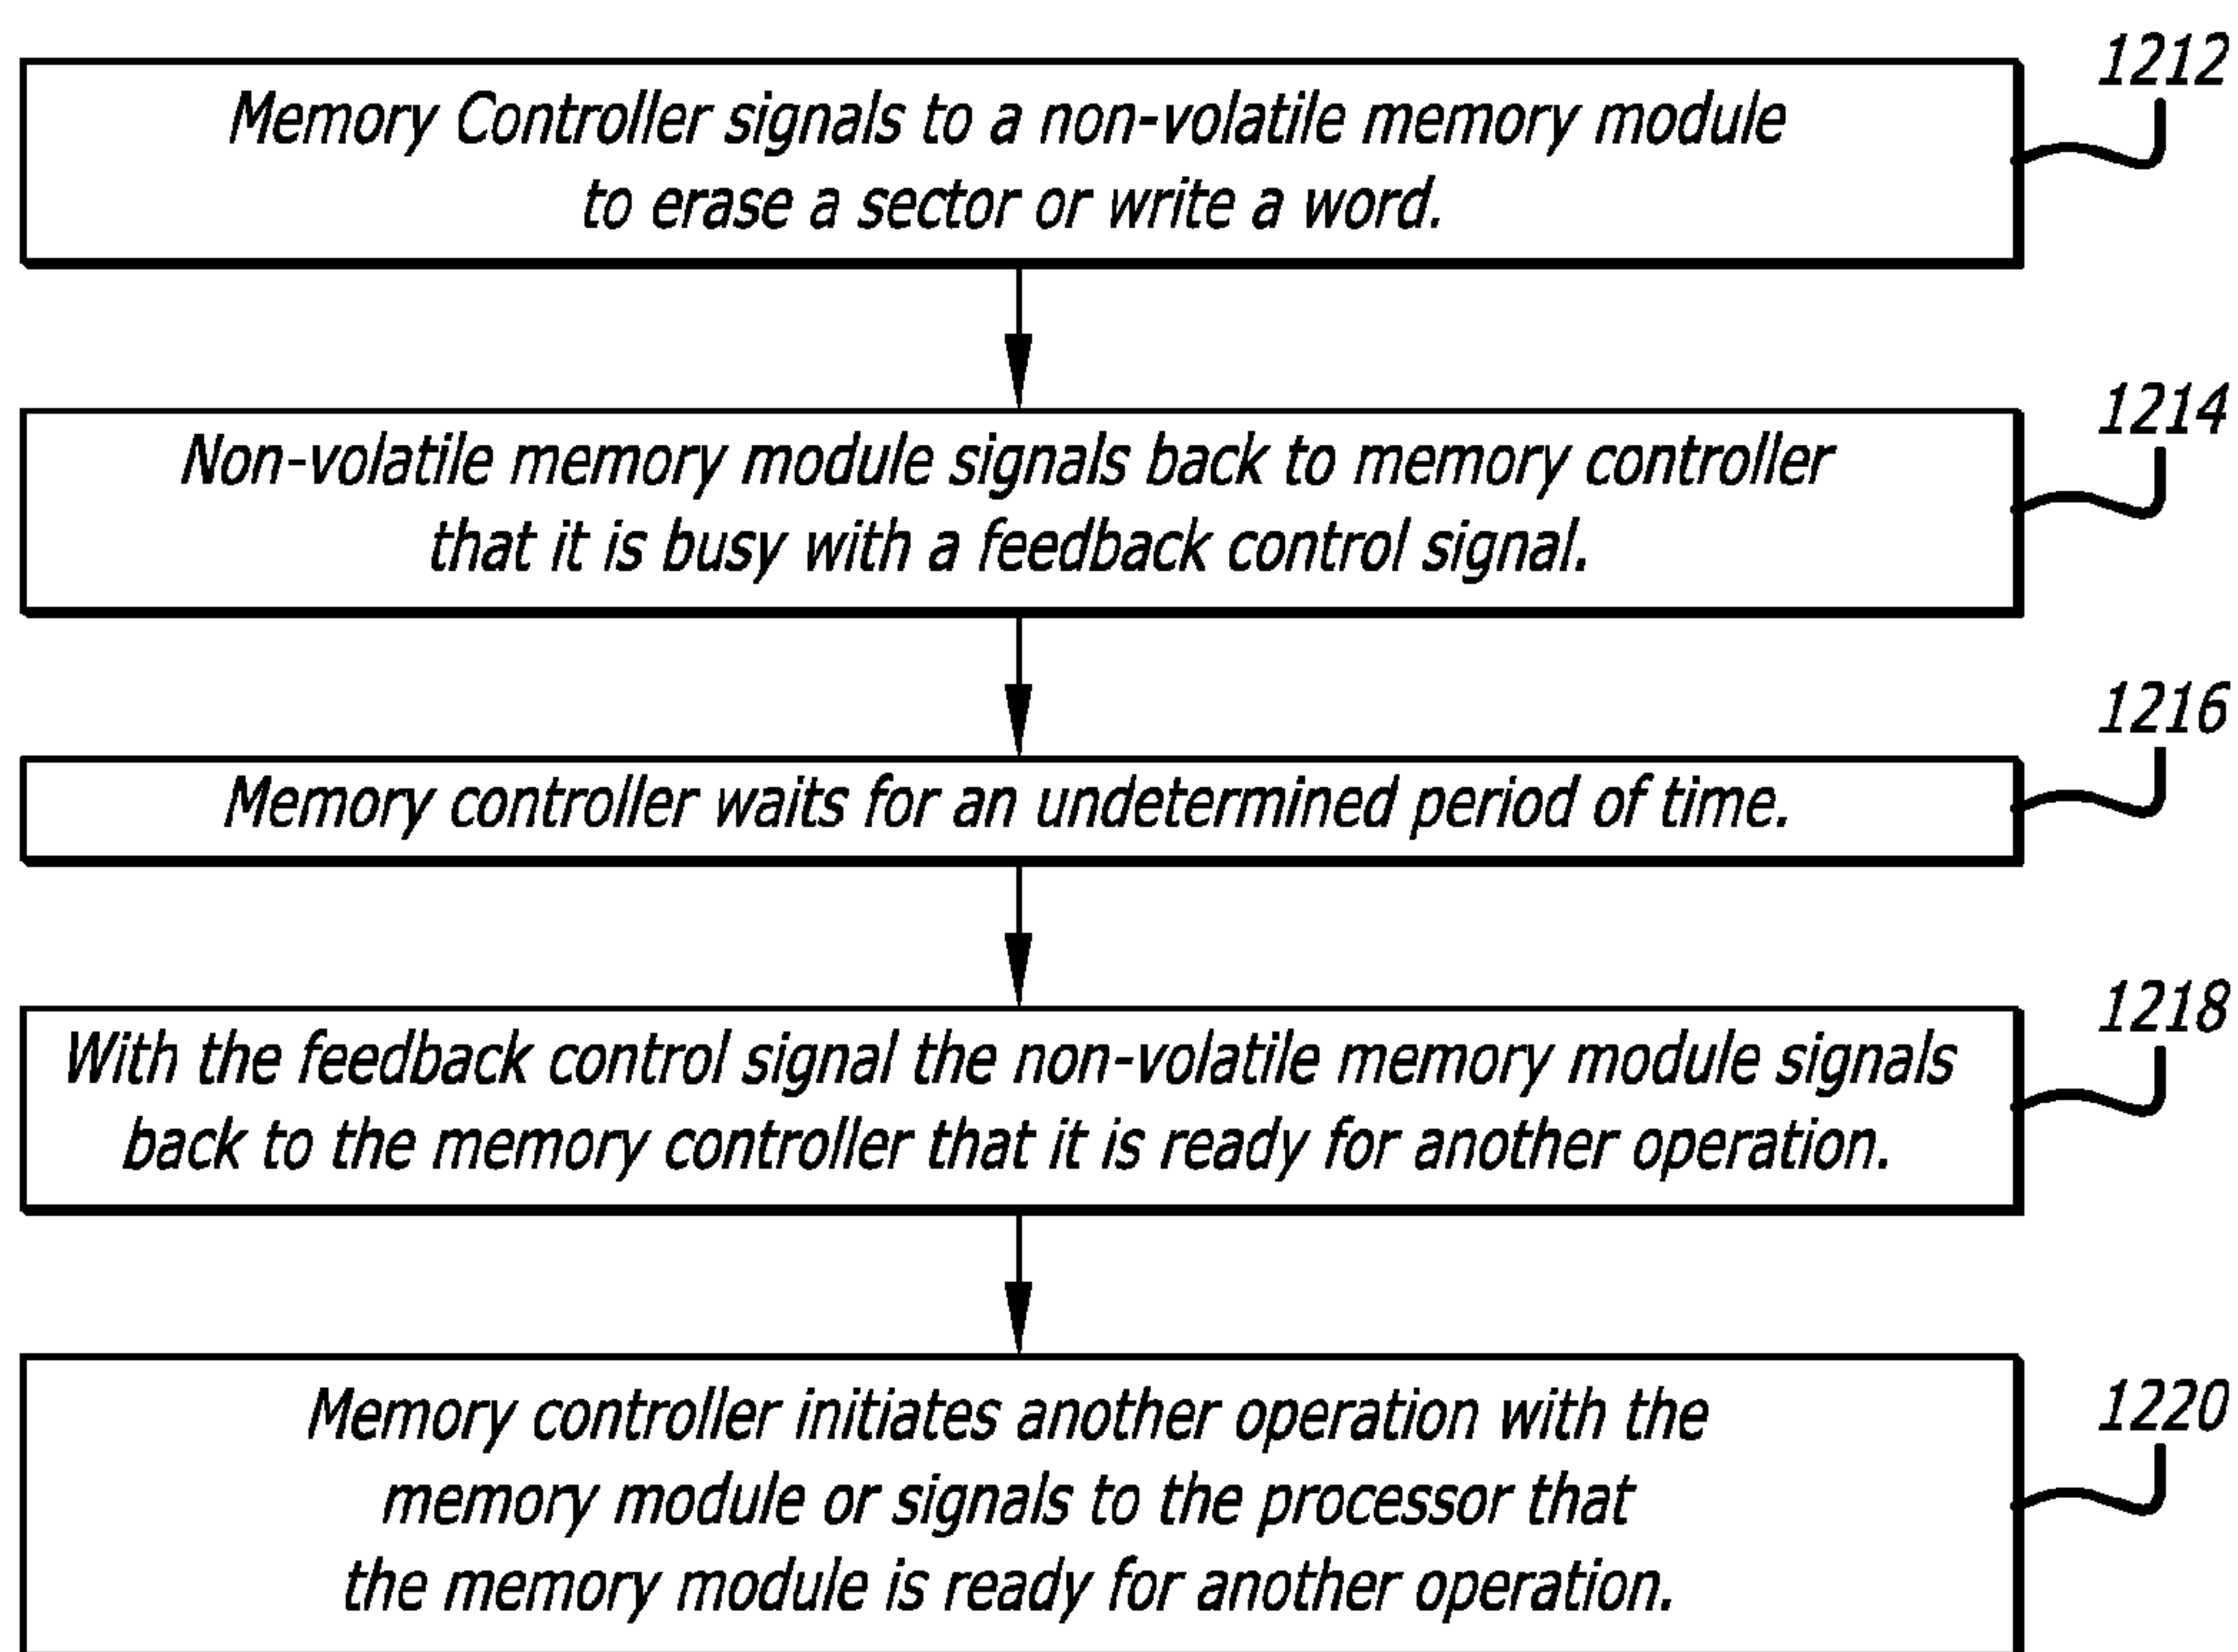 1212
Memory Controller signals to a non-volatile memory module
to erase a sector or write a word.
1214
Non-volatile memory module signals back to memory controller
that it is busy with a feedback control signal.
1216
Memory controller waits for an undetermined period of time.
1218
With the feedback control signal the non-volatile memory module signals
back to the memory controller that it is ready for another operation.
1220
Memory controller initiates another operation with the
memory module or signals to the processor that
the memory module is ready for another operation.